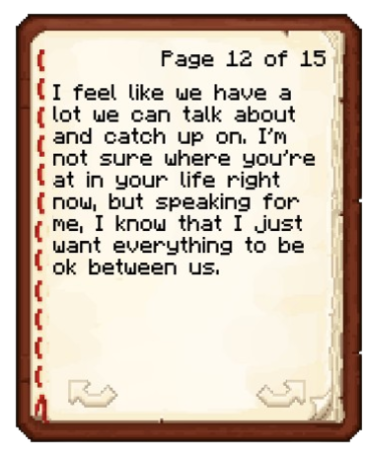 Page 12 of 15
I feel like we have a
lot we can talk about
and catch up on. I'm
not sure where you're
at in your life right
now, but speaking for
me, I know that I just
want everything to be
ok between us.